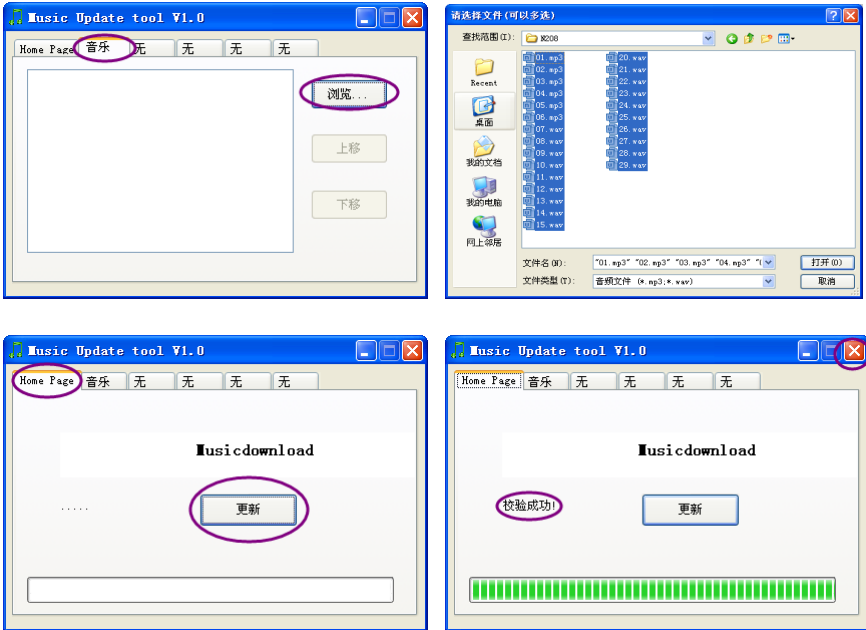 Music Update tool V1.0
Home Page 音乐 无 无 无 无
浏览...
上移
下移
请选择文件(可以多选)
查找范围(I): M208
Recent
桌面
我的文档
我的电脑
网上邻居
01.mp3
02.mp3
03.mp3
04.mp3
05.mp3
06.mp3
07.wav
08.wav
09.wav
10.wav
11.wav
12.wav
13.wav
14.wav
15.wav
20.wav
21.wav
22.wav
23.wav
24.wav
25.wav
26.wav
27.wav
28.wav
29.wav
文件名(N): "01.mp3" "02.mp3" "03.mp3" "04.mp3" "( 打开(O)
文件类型(T): 音频文件 (*.mp3;*.wav) 取消
Music Update tool V1.0
Home Page 音乐 无 无 无 无
Musicdownload
..... 更新
Music Update tool V1.0
Home Page 音乐 无 无 无 无
Musicdownload
校验成功! 更新